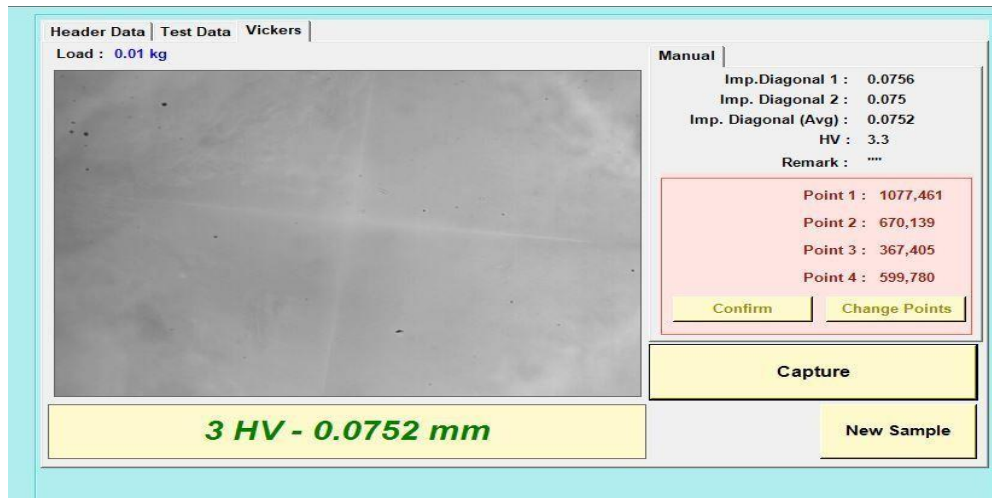 Header Data Test Data Vickers
Load : 0.01 kg
Manual
Imp.Diagonal 1 : 0.0756
Imp. Diagonal 2 : 0.075
Imp. Diagonal (Avg) : 0.0752
HV : 3.3
Remark : ""
Point 1 : 1077,461
Point 2 : 670,139
Point 3 : 367,405
Point 4 : 599,780
Confirm Change Points
Capture
3 HV - 0.0752 mm
New Sample